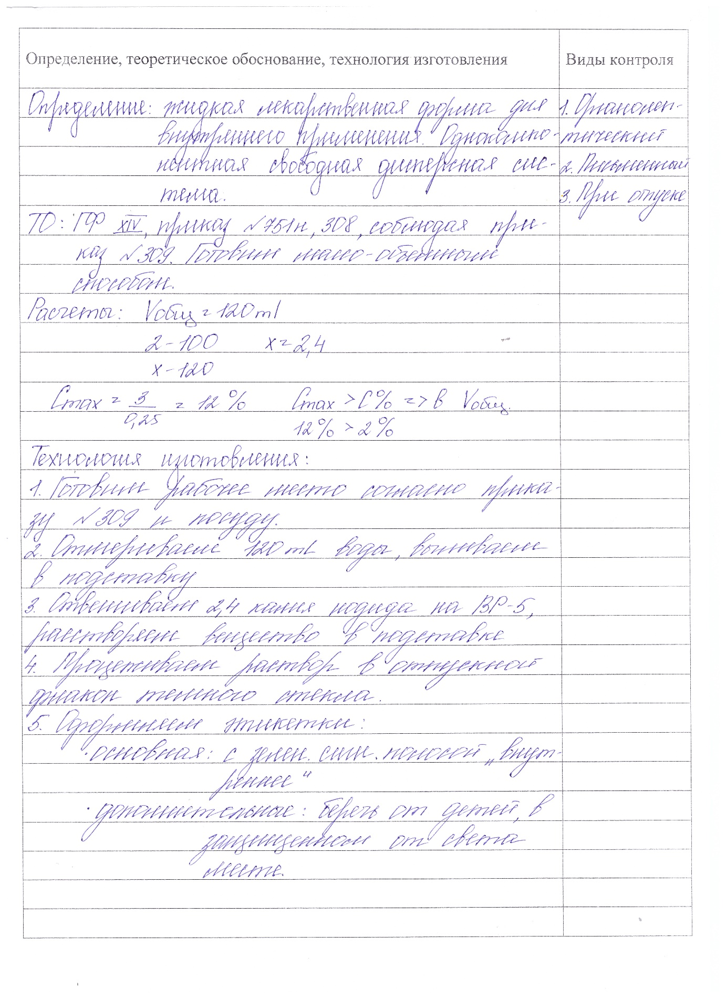 Определение, теоретическое обоснование, технология изготовления
Виды контроля
Определение: жидкая лекарственная форма для
внутреннего применения. Однокомпо-
нентная свободная дисперсная сис-
тема.
1. Органолеп-
тический
2. Письменный
3. При отпуске
ТО: ГФ XIV, приказ №751н, 308, соблюдая при-
каз №309. Готовим массо-объемным
способом.
Расчеты: Vобщ = 120 ml
2 - 100 x = 2,4
x - 120
Cmax = 3/0,25 = 12% Cmax > C% => в Vобщ.
12% > 2%
Технология изготовления:
1. Готовим рабочее место согласно прика-
зу №309 и посуду.
2. Отмериваем 120 ml воды, выливаем
в подставку
3. Отвешиваем 2,4 калия иодида на ВР-5,
растворяем вещество в подставке
4. Процеживаем раствор в отпускной
флакон темного стекла.
5. Оформляем этикетки:
· основная: с зелен. сигн. полосой „внут-
реннее“
· дополнительные: беречь от детей, в
защищенном от света
месте.